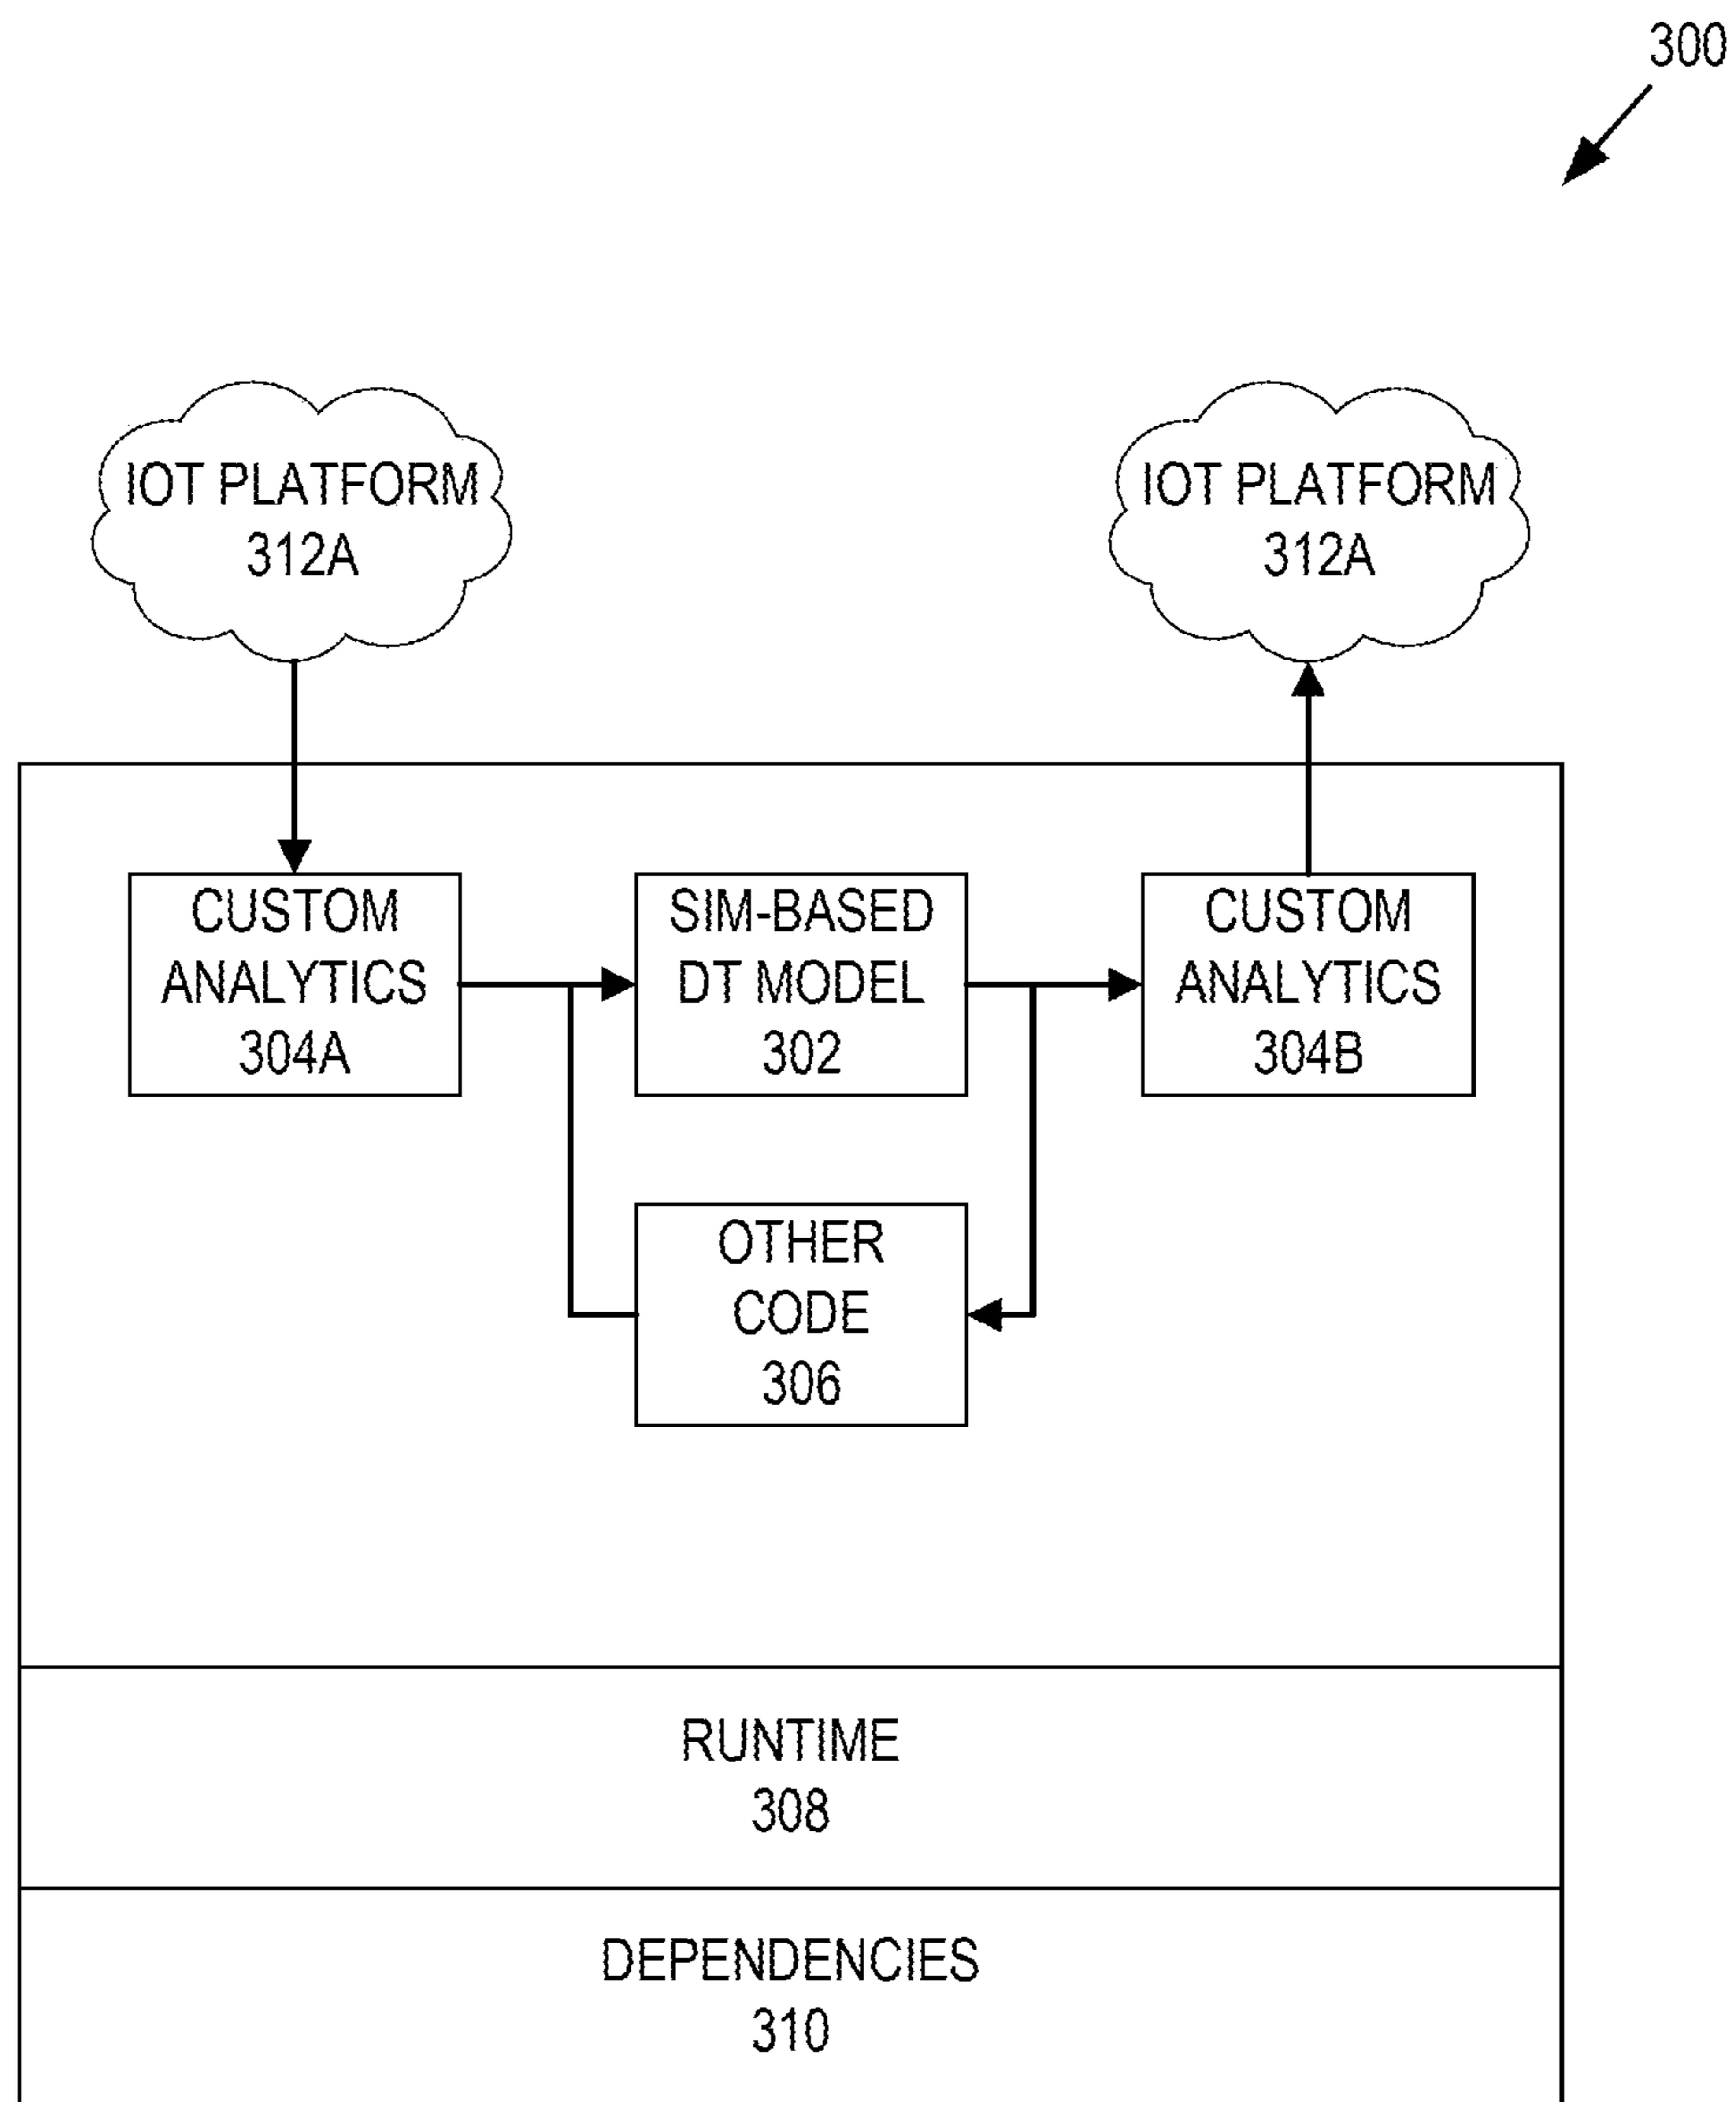 300
IOT PLATFORM
312A
IOT PLATFORM
312A
CUSTOM
ANALYTICS
304A
SIM-BASED
DT MODEL
302
CUSTOM
ANALYTICS
304B
OTHER
CODE
306
RUNTIME
308
DEPENDENCIES
310